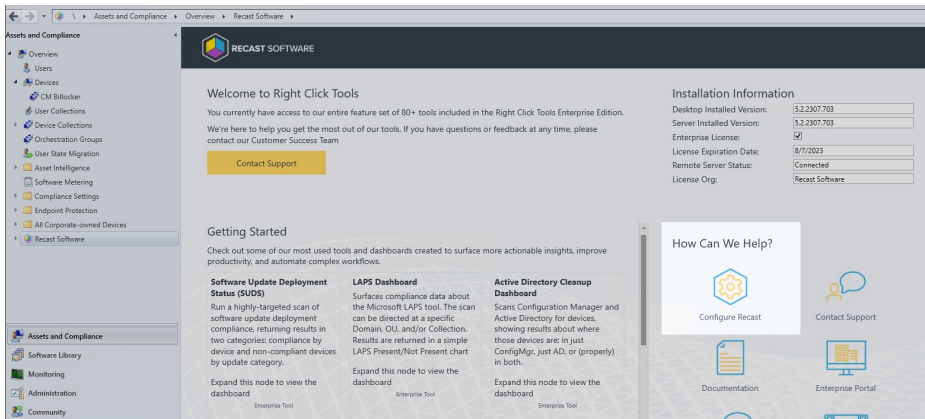 \ Assets and Compliance Overview Recast Software
Assets and Compliance
Overview
Users
Devices
CM Bitlocker
User Collections
Device Collections
Orchestration Groups
User State Migration
Asset Intelligence
Software Metering
Compliance Settings
Endpoint Protection
All Corporate-owned Devices
Recast Software
Assets and Compliance
Software Library
Monitoring
Administration
Community
RECAST SOFTWARE
Welcome to Right Click Tools
You currently have access to our entire feature set of 80+ tools included in the Right Click Tools Enterprise Edition.
We're here to help you get the most out of our tools. If you have questions or feedback at any time, please
contact our Customer Success Team
Contact Support
Installation Information
Desktop Installed Version: 5.2.2307.703
Server Installed Version: 5.2.2307.703
Enterprise License:
License Expiration Date: 8/7/2023
Remote Server Status: Connected
License Org: Recast Software
Getting Started
Check out some of our most used tools and dashboards created to surface more actionable insights, improve
productivity, and automate complex workflows.
Software Update Deployment
Status (SUDS)
Run a highly-targeted scan of
software update deployment
compliance, returning results in
two categories: compliance by
device and non-compliant devices
by update category.
Expand this node to view the
dashboard
Enterprise Tool
LAPS Dashboard
Surfaces compliance data about
the Microsoft LAPS tool. The scan
can be directed at a specific
Domain, OU, and/or Collection.
Results are returned in a simple
LAPS Present/Not Present chart
Expand this node to view the
dashboard
Enterprise Tool
Active Directory Cleanup
Dashboard
Scans Configuration Manager and
Active Directory for devices,
showing results about where
those devices are: in just
ConfigMgr, just AD, or (properly)
in both.
Expand this node to view the
dashboard
Enterprise Tool
How Can We Help?
Configure Recast
Contact Support
Documentation
Enterprise Portal